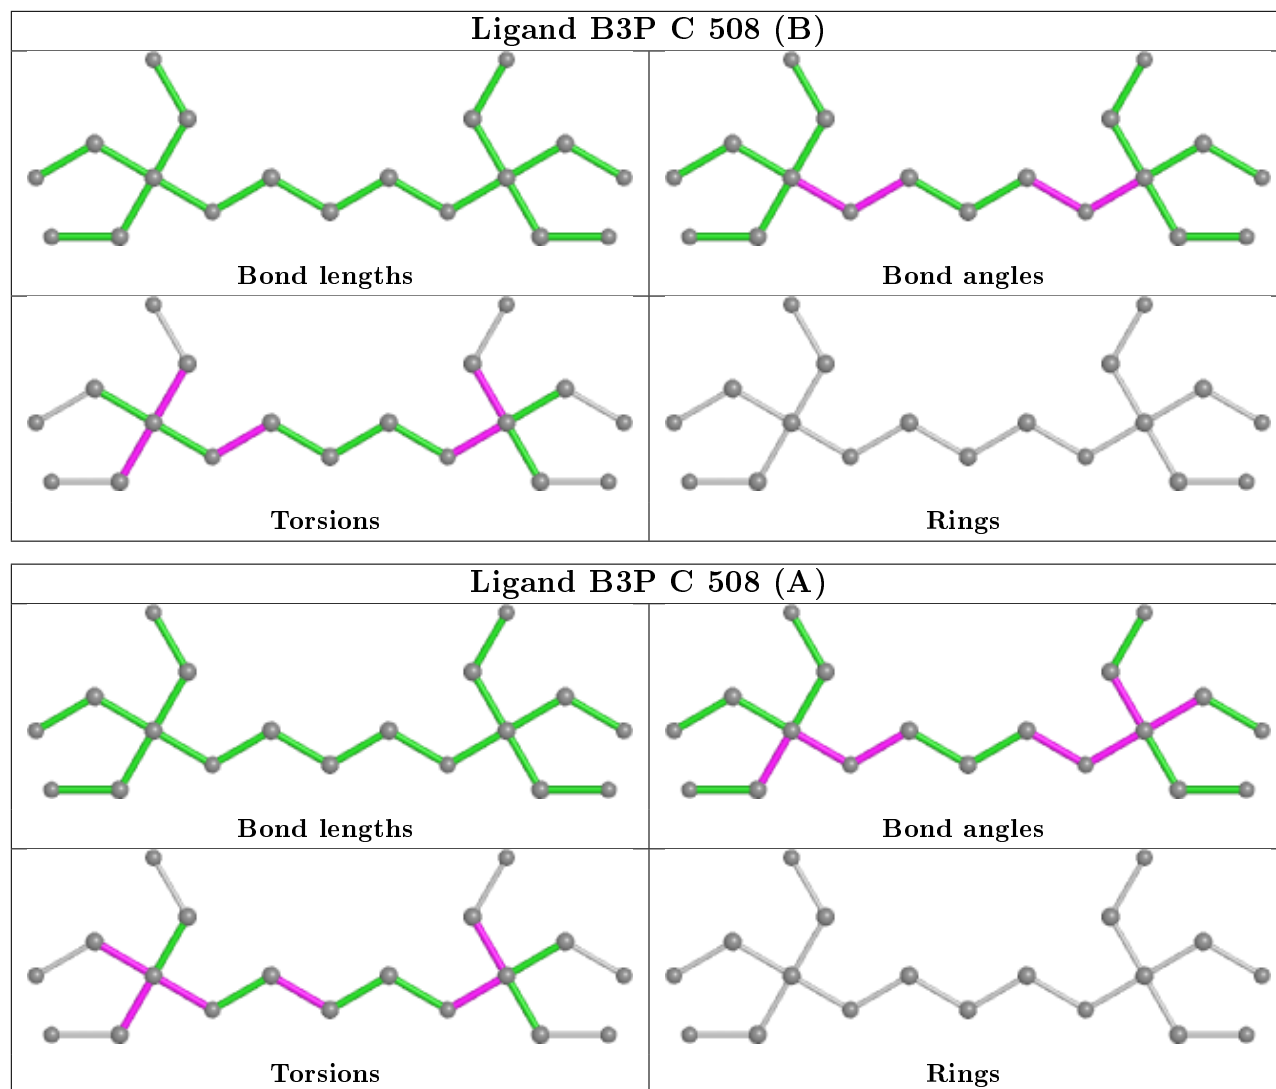 Ligand B3P C 508 (B)
Bond lengths
Bond angles
Torsions
Rings
Ligand B3P C 508 (A)
Bond lengths
Bond angles
Torsions
Rings